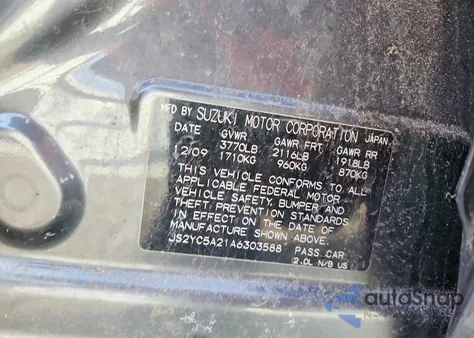 MFD BY SUZUKI MOTOR CORPORATION JAPAN
DATE GVWR GAWR FRT GAWR RR
12/09 3770LB 2116LB 1918LB
1710KG 960KG 870KG
THIS VEHICLE CONFORMS TO ALL
APPLICABLE FEDERAL MOTOR
VEHICLE SAFETY, BUMPER AND
THEFT PREVENTION STANDARDS
IN EFFECT ON THE DATE OF
MANUFACTURE SHOWN ABOVE.
JS2YC5A21A6303588 PASS CAR
2.0L N/B US
autosnap